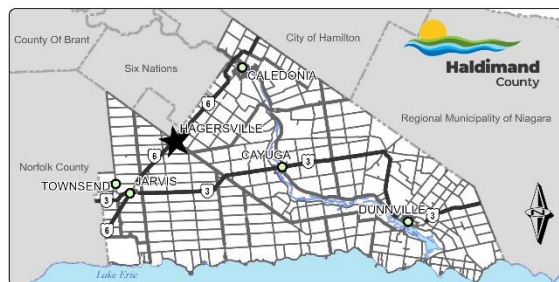 County Of Brant
City of Hamilton
Haldimand
County
Six Nations
CALEDONIA
6
Regional Municipality of Niagara
HAGERSVILLE
6
Norfolk County
CAYUGA
3
TOWNSEND
JARVIS
3
3
DUNNVILLE
3
6
Lake Erie